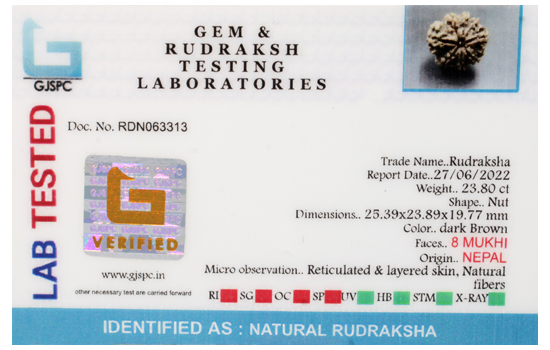 GEM &
RUDRAKSH
TESTING
LABORATORIES
GJSPC
LAB TESTED
Doc. No. RDN063313
G
VERIFIED
www.gjspc.in
other necessary test are carried forward
Trade Name..Rudraksha
Report Date..27/06/2022
Weight.. 23.80 ct
Shape.. Nut
Dimensions.. 25.39x23.89x19.77 mm
Color.. dark Brown
Faces.. 8 MUKHI
Origin.. NEPAL
Micro observation.. Reticulated & layered skin, Natural
fibers
RI SG OC SP UV HB STM X-RAY
IDENTIFIED AS : NATURAL RUDRAKSHA